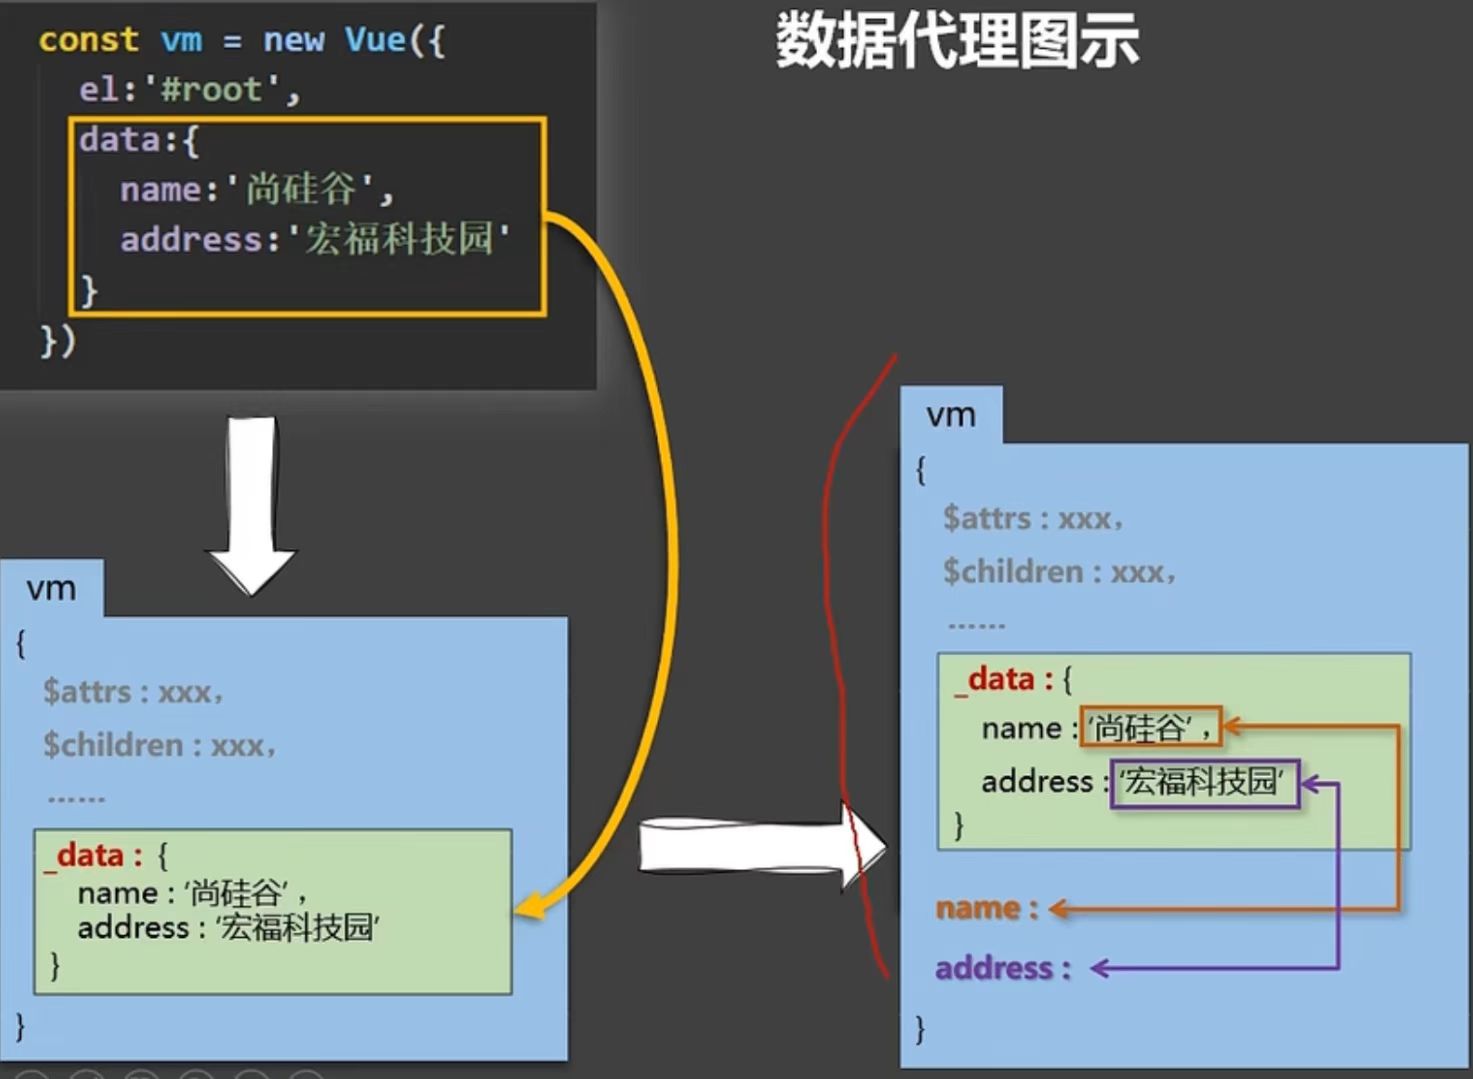 const vm = new Vue({
el:'#root',
data:{
name:'尚硅谷',
address:'宏福科技园'
}
})
数据代理图示
vm
{
$attrs : xxx，
$children : xxx，
......
_data : {
name : ‘尚硅谷’，
address : ‘宏福科技园’
}
}
vm
{
$attrs : xxx，
$children : xxx，
......
_data : {
name : ‘尚硅谷’，
address : ‘宏福科技园’
}
name :
address :
}